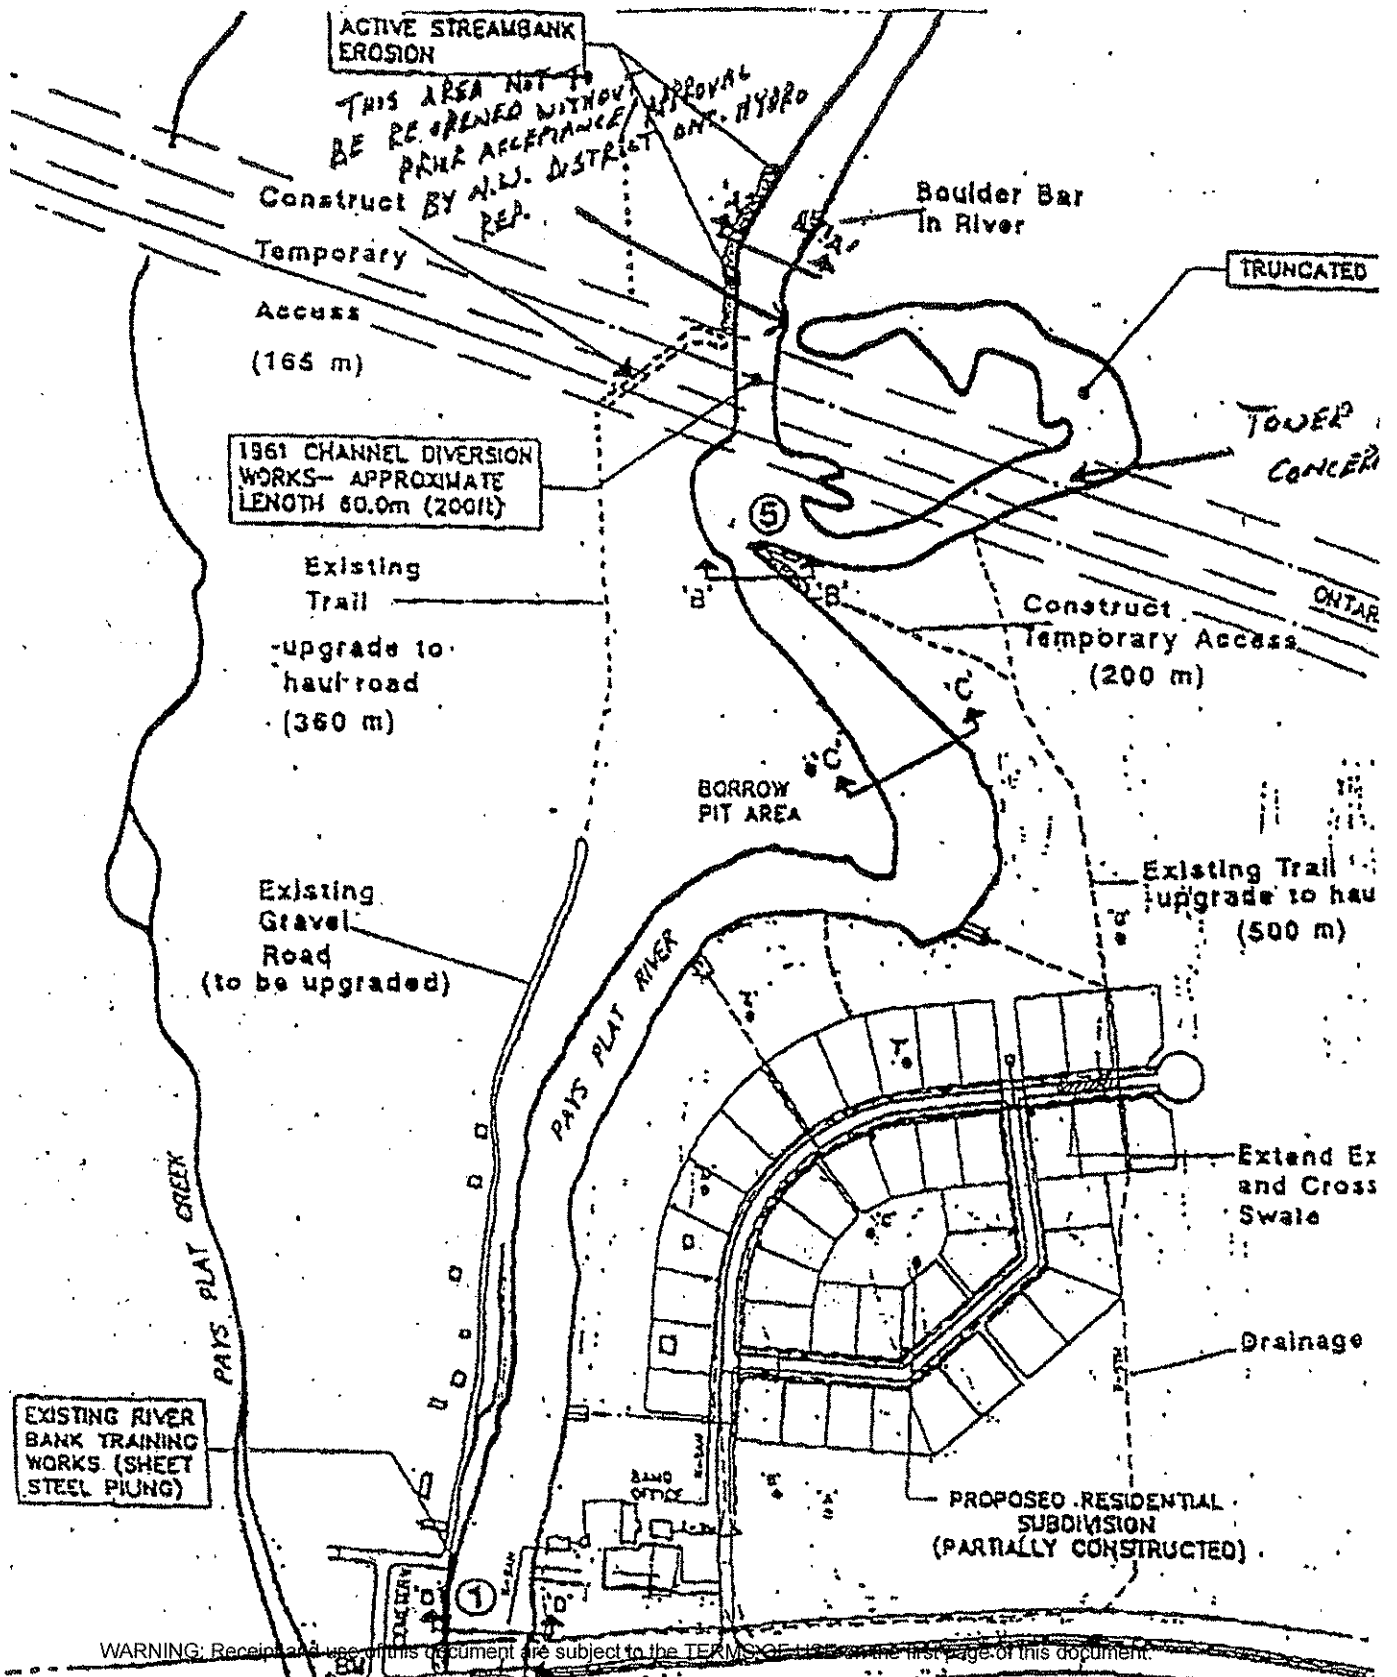 ACTIVE STREAMBANK
EROSION
THIS AREA NOT TO
BE RE.OPENED WITHOUT APPROVAL
PRIOR ACCEPTANCE/
BY N.W. DISTRICT ONT. HYDRO
REP.
Construct
Temporary
Access
(165 m)
Boulder Bar
in River
"A"
TRUNCATED
TOWER
1961 CHANNEL DIVERSION
WORKS- APPROXIMATE
LENGTH 60.0m (200ft)
5
Existing
Trail
-upgrade to
haul road
(360 m)
'B'
'B'
Construct
Temporary Access
(200 m)
ONTAR
'C'
'C'
BORROW
PIT AREA
Existing Trail
upgrade to hau
(500 m)
Existing
Gravel
Road
(to be upgraded)
PAYS PLAT RIVER
PAYS PLAT CREEK
Extend Ex
and Cross
Swale
Drainage
EXISTING RIVER
BANK TRAINING
WORKS (SHEET
STEEL PILING)
BAND
OFFICE
PROPOSED RESIDENTIAL
SUBDIVISION
(PARTIALLY CONSTRUCTED)
CEMETERY
1
'D'
'D'
WARNING: Receipt and use of this document are subject to the TERMS OF USE on the first page of this document.